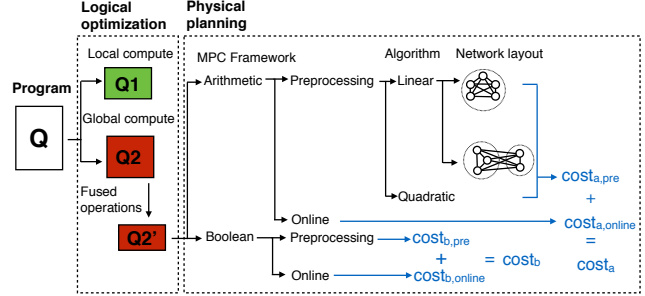 Logical
optimization
Physical
planning
Program
Q
Local compute
Q1
Global compute
Q2
Fused
operations
Q2’
MPC Framework
Arithmetic
Preprocessing
Online
Boolean
Preprocessing
Online
Algorithm
Linear
Quadratic
Network layout
cost_a,pre
+
cost_a,online
=
cost_a
cost_b,pre
+
cost_b,online
= cost_b